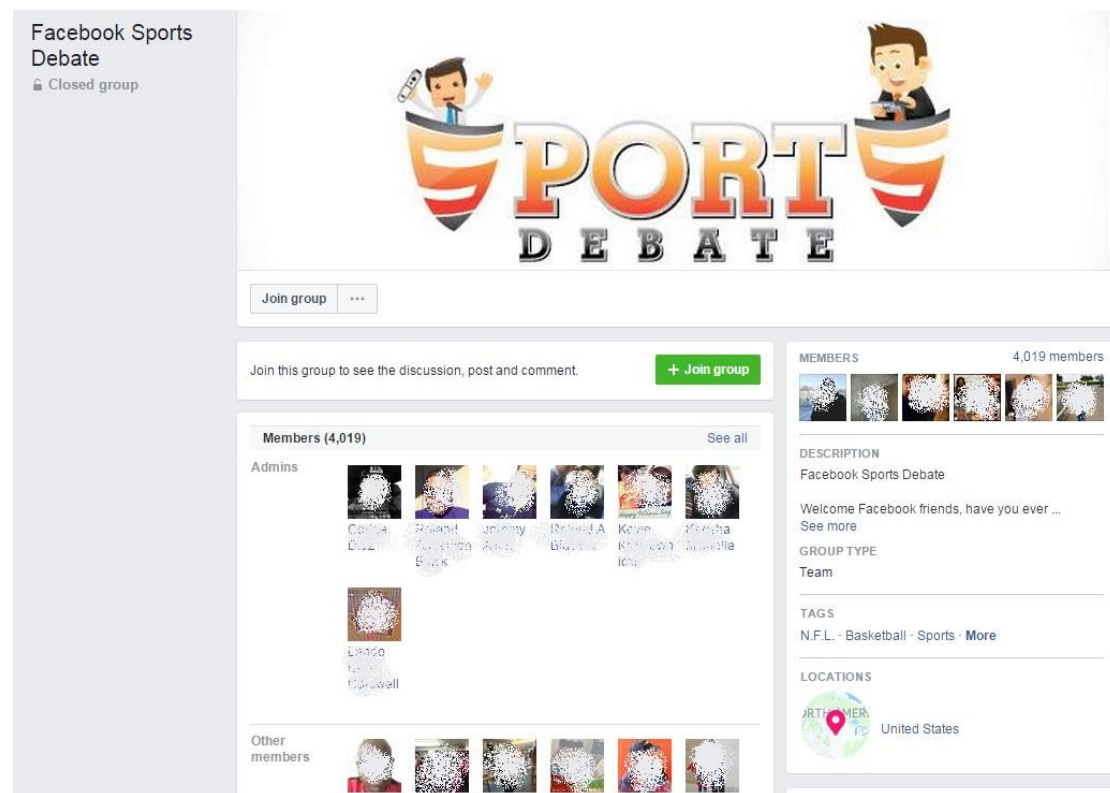 Facebook Sports
Debate
Closed group
SPORTS
DEBATE
Join group
Join this group to see the discussion, post and comment.
+ Join group
Members (4,019)
See all
Admins
Other
members
MEMBERS
4,019 members
DESCRIPTION
Facebook Sports Debate
Welcome Facebook friends, have you ever ...
See more
GROUP TYPE
Team
TAGS
N.F.L. · Basketball · Sports · More
LOCATIONS
United States